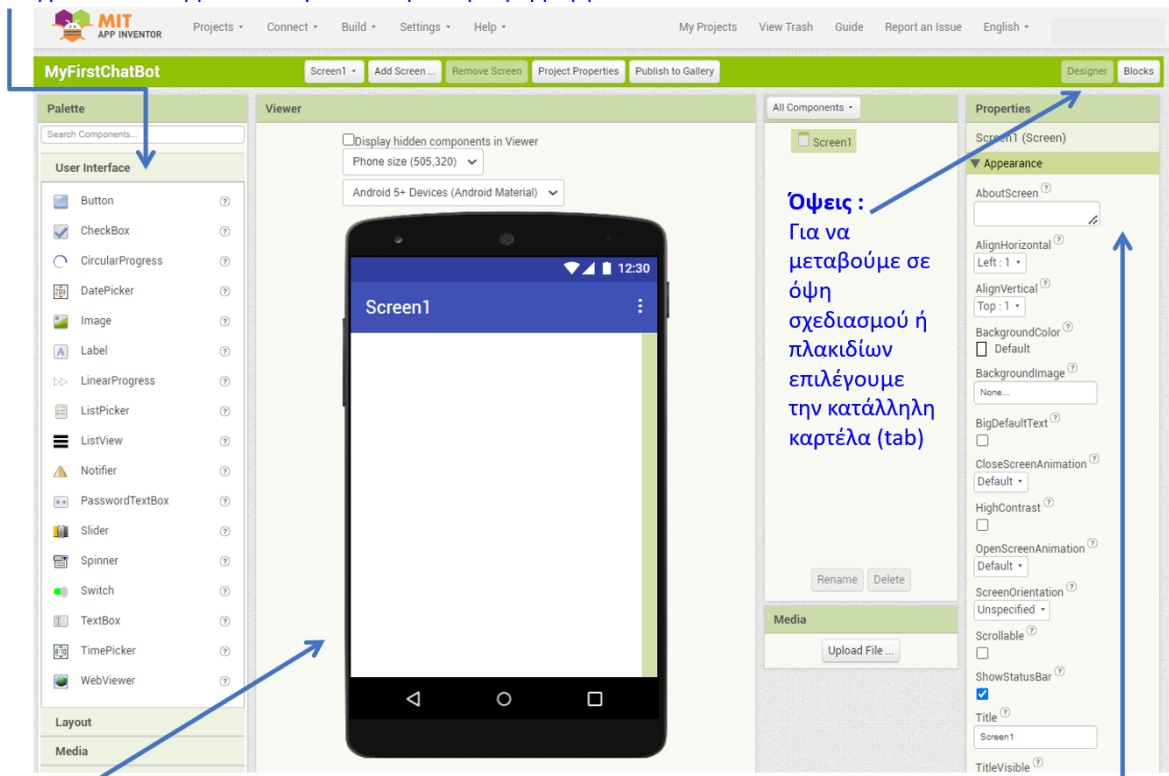 MIT
APP INVENTOR
Projects
Connect
Build
Settings
Help
My Projects
View Trash
Guide
Report an Issue
English
MyFirstChatBot
Screen1
Add Screen ...
Remove Screen
Project Properties
Publish to Gallery
Designer
Blocks
Palette
Search Components...
User Interface
Button
CheckBox
CircularProgress
DatePicker
Image
Label
LinearProgress
ListPicker
ListView
Notifier
PasswordTextBox
Slider
Spinner
Switch
TextBox
TimePicker
WebViewer
Layout
Media
Viewer
Display hidden components in Viewer
Phone size (505,320)
Android 5+ Devices (Android Material)
12:30
Screen1
All Components
Screen1
Όψεις :
Για να
μεταβούμε σε
όψη
σχεδιασμού ή
πλακιδίων
επιλέγουμε
την κατάλληλη
καρτέλα (tab)
Rename
Delete
Media
Upload File ...
Properties
Screen1 (Screen)
Appearance
AboutScreen
AlignHorizontal
Left : 1
AlignVertical
Top : 1
BackgroundColor
Default
BackgroundImage
None...
BigDefaultText
CloseScreenAnimation
Default
HighContrast
OpenScreenAnimation
Default
ScreenOrientation
Unspecified
Scrollable
ShowStatusBar
Title
Screen1
TitleVisible